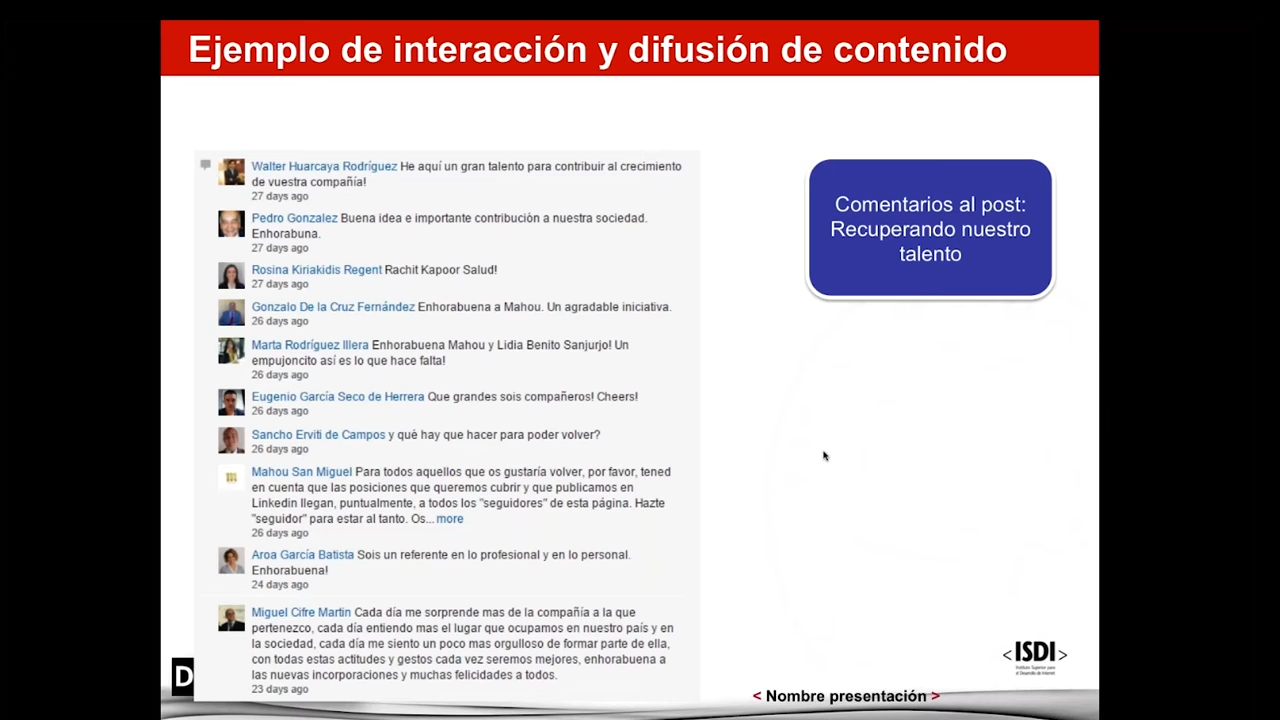 Ejemplo de interacción y difusión de contenido
Walter Huarcaya Rodríguez He aquí un gran talento para contribuir al crecimiento
de vuestra compañía!
27 days ago
Pedro Gonzalez Buena idea e importante contribución a nuestra sociedad.
Enhorabuna.
27 days ago
Rosina Kiriakidis Regent Rachit Kapoor Salud!
27 days ago
Gonzalo De la Cruz Fernández Enhorabuena a Mahou. Un agradable iniciativa.
26 days ago
Marta Rodríguez Illera Enhorabuena Mahou y Lidia Benito Sanjurjo! Un
empujoncito así es lo que hace falta!
26 days ago
Eugenio García Seco de Herrera Que grandes sois compañeros! Cheers!
26 days ago
Sancho Erviti de Campos y qué hay que hacer para poder volver?
26 days ago
Mahou San Miguel Para todos aquellos que os gustaría volver, por favor, tened
en cuenta que las posiciones que queremos cubrir y que publicamos en
Linkedin llegan, puntualmente, a todos los "seguidores" de esta página. Hazte
"seguidor" para estar al tanto. Os... more
26 days ago
Aroa García Batista Sois un referente en lo profesional y en lo personal.
Enhorabuena!
24 days ago
Miguel Cifre Martin Cada día me sorprende mas de la compañía a la que
pertenezco, cada día entiendo mas el lugar que ocupamos en nuestro país y en
la sociedad, cada día me siento un poco mas orgulloso de formar parte de ella,
con todas estas actitudes y gestos cada vez seremos mejores, enhorabuena a
las nuevas incorporaciones y muchas felicidades a todos.
23 days ago
Comentarios al post:
Recuperando nuestro
talento
D
<ISDI>
Instituto Superior para
el Desarrollo de Internet
< Nombre presentación >